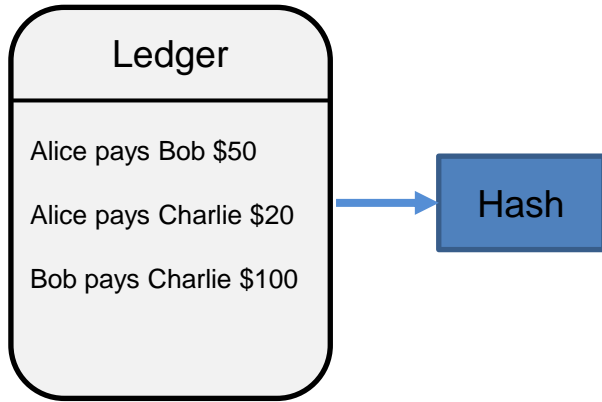 Ledger
Alice pays Bob $50
Alice pays Charlie $20
Bob pays Charlie $100
Hash